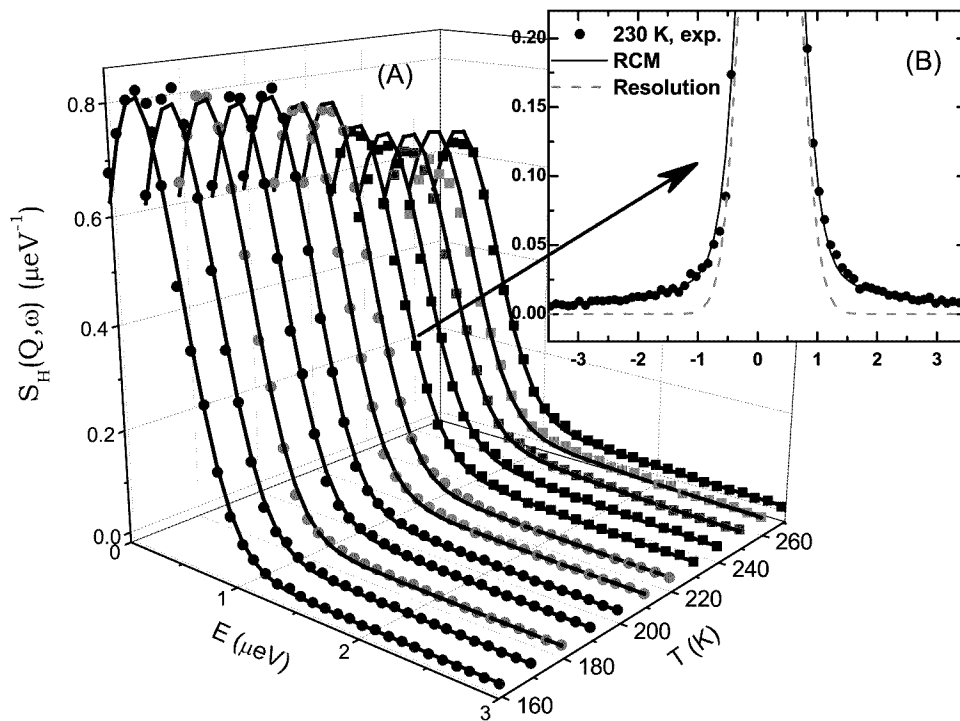 (A)
S_H(Q,ω) (μeV⁻¹)
0.8
0.6
0.4
0.2
0.0
0
1
2
3
E (μeV)
160
180
200
220
240
260
T (K)
(B)
230 K, exp.
RCM
Resolution
0.20
0.15
0.10
0.05
0.00
-3 -2 -1 0 1 2 3